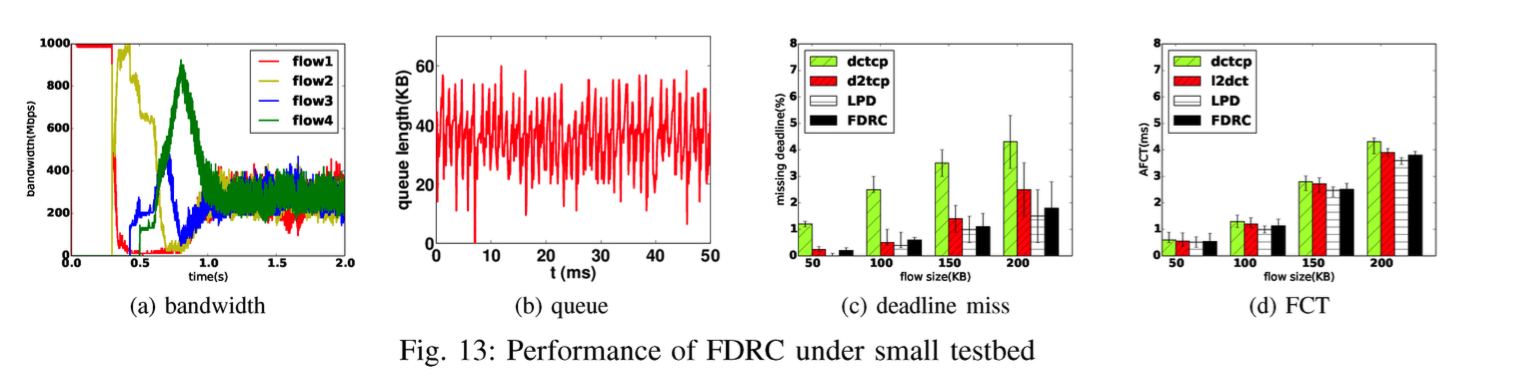 1000
800
600
400
200
0
bandwidth(Mbps)
flow1
flow2
flow3
flow4
0.0 0.5 1.0 1.5 2.0
time(s)
(a) bandwidth
60
40
20
0
queue length(KB)
0 10 20 30 40 50
t (ms)
(b) queue
8
7
6
5
4
3
2
1
0
missing deadline(%)
dctcp
d2tcp
LPD
FDRC
50 100 150 200
flow size(KB)
(c) deadline miss
8
7
6
5
4
3
2
1
0
AFCT(ms)
dctcp
l2dct
LPD
FDRC
50 100 150 200
flow size(KB)
(d) FCT
Fig. 13: Performance of FDRC under small testbed